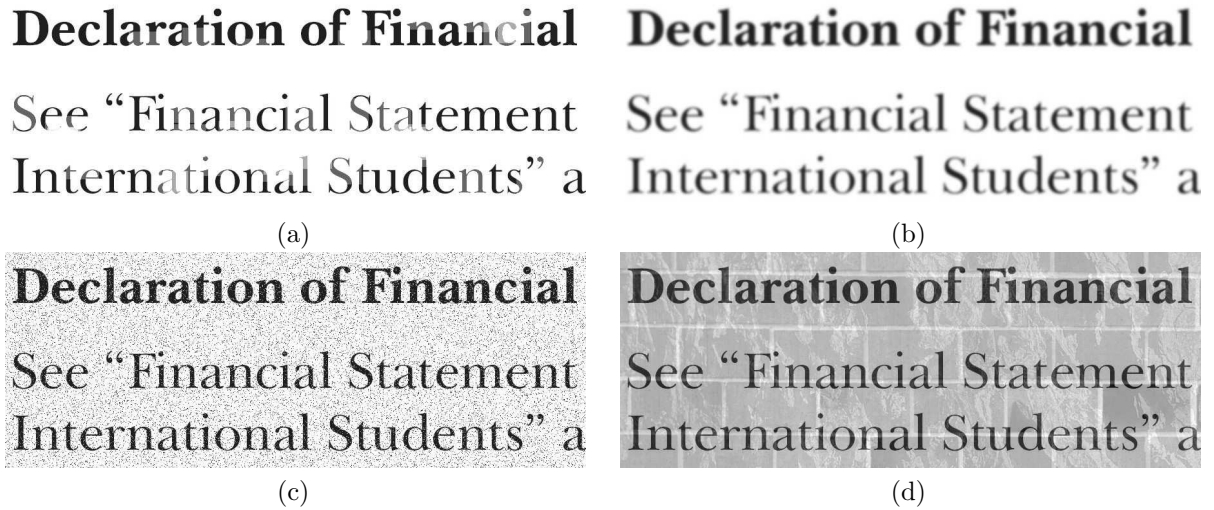 Declaration of Financial
See “Financial Statement
International Students” a
(a)
Declaration of Financial
See “Financial Statement
International Students” a
(b)
Declaration of Financial
See “Financial Statement
International Students” a
(c)
Declaration of Financial
See “Financial Statement
International Students” a
(d)